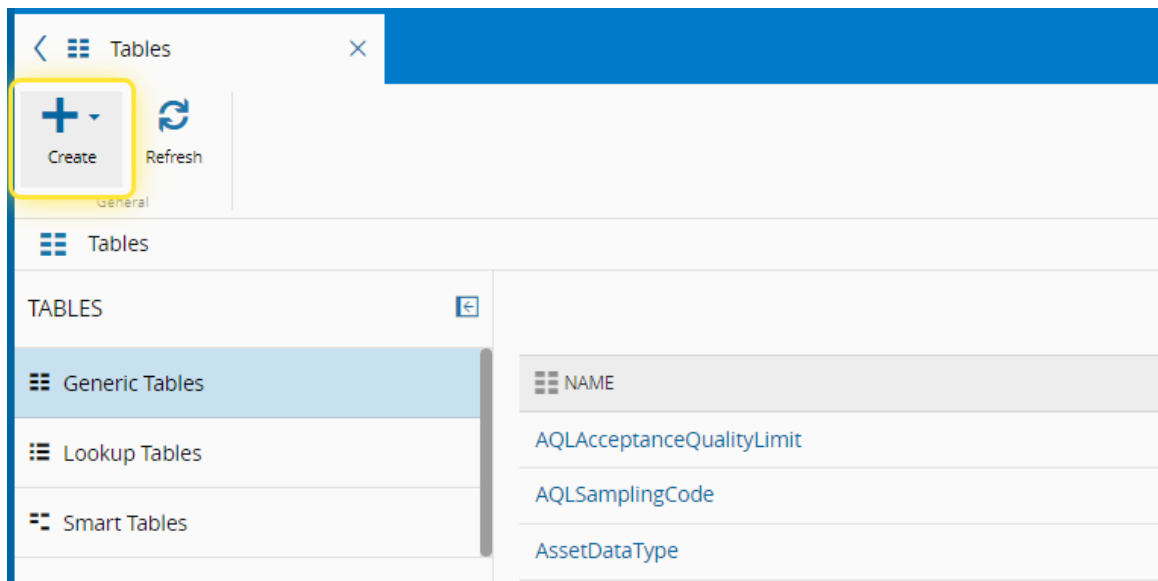 Tables
Create Refresh
General
Tables
TABLES
Generic Tables
Lookup Tables
Smart Tables
NAME
AQLAcceptanceQualityLimit
AQLSamplingCode
AssetDataType